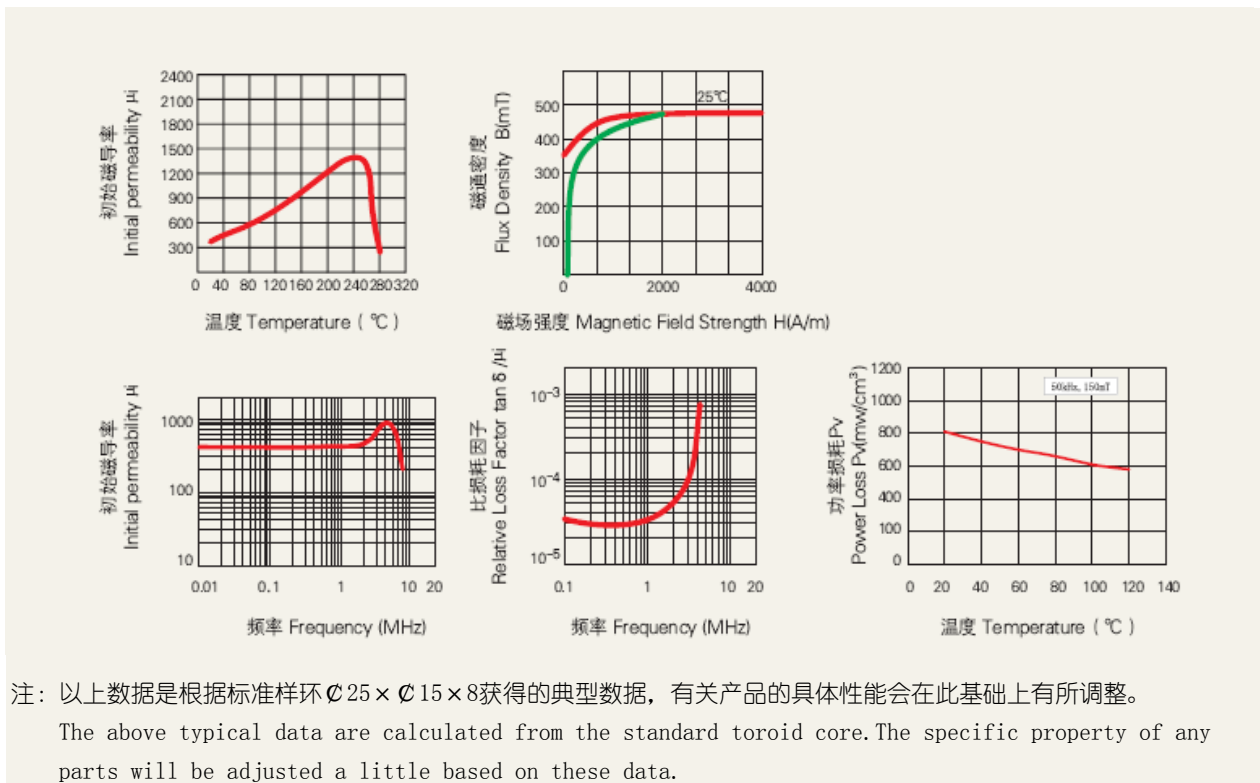 2400
2100
1800
1500
1200
900
600
300
0 40 80 120 160 200 240 280 320
初始磁导率
Initial permeability μi
温度 Temperature ( ℃ )
500
400
300
200
100
0 2000 4000
25℃
磁通密度
Flux Density B(mT)
磁场强度 Magnetic Field Strength H(A/m)
1000
100
10
0.01 0.1 1 10 20
初始磁导率
Initial permeability μi
频率 Frequency (MHz)
10⁻³
10⁻⁴
10⁻⁵
0.1 1 10 20
比损耗因子
Relative Loss Factor tan δ /μi
频率 Frequency (MHz)
1200
1000
800
600
400
100
0
0 20 40 60 80 100 120 140
50kHz, 150mT
功率损耗Pv
Power Loss Pv(mw/cm³)
温度 Temperature ( ℃ )
注: 以上数据是根据标准样环₡25×₡15×8获得的典型数据，有关产品的具体性能会在此基础上有所调整。
The above typical data are calculated from the standard toroid core.The specific property of any
parts will be adjusted a little based on these data.